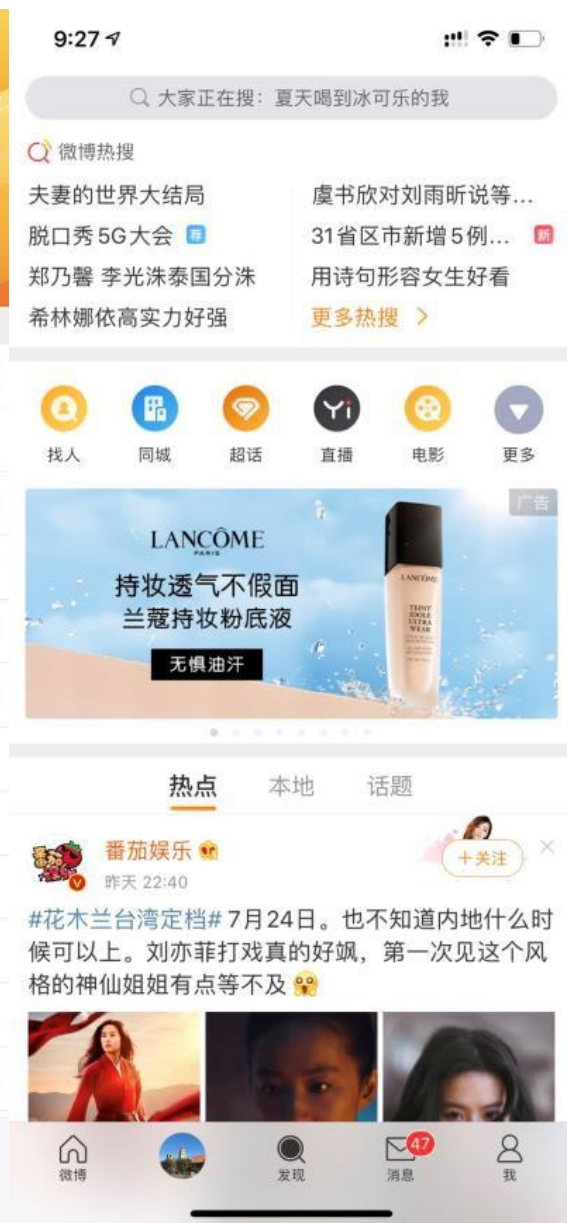 9:27
大家正在搜：夏天喝到冰可乐的我
微博热搜
夫妻的世界大结局
虞书欣对刘雨昕说等...
脱口秀5G大会 荐
31省区市新增5例... 新
郑乃馨 李光洙泰国分洙
用诗句形容女生好看
希林娜依高实力好强
更多热搜 >
找人 同城 超话 直播 电影 更多
广告
LANCÔME
PARIS
持妆透气不假面
兰蔻持妆粉底液
无惧油汗
LANCOME
TEINT
IDOLE
ULTRA
WEAR
热点 本地 话题
番茄娱乐
+关注
昨天 22:40
#花木兰台湾定档# 7月24日。也不知道内地什么时
候可以上。刘亦菲打戏真的好飒，第一次见这个风
格的神仙姐姐有点等不及
47
微博 发现 消息 我